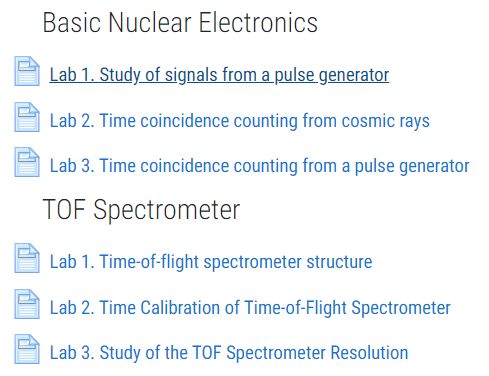 Basic Nuclear Electronics
Lab 1. Study of signals from a pulse generator
Lab 2. Time coincidence counting from cosmic rays
Lab 3. Time coincidence counting from a pulse generator
TOF Spectrometer
Lab 1. Time-of-flight spectrometer structure
Lab 2. Time Calibration of Time-of-Flight Spectrometer
Lab 3. Study of the TOF Spectrometer Resolution